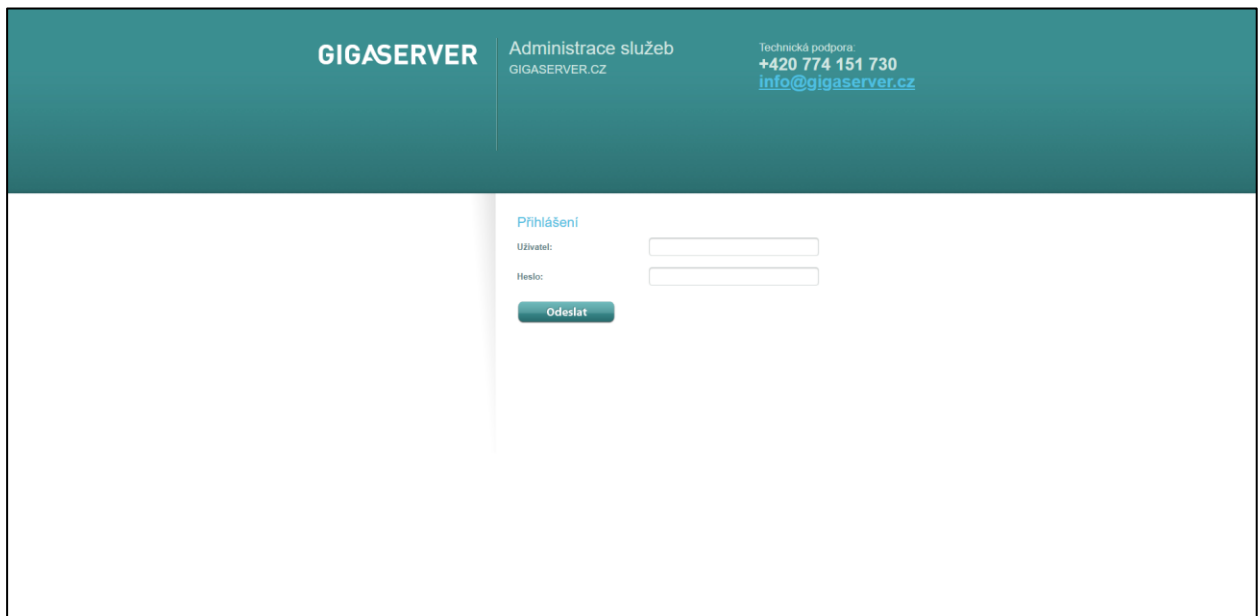 GIGASERVER
Administrace služeb
GIGASERVER.CZ
Technická podpora:
+420 774 151 730
info@gigaserver.cz
Přihlášení
Uživatel:
Heslo:
Odeslat